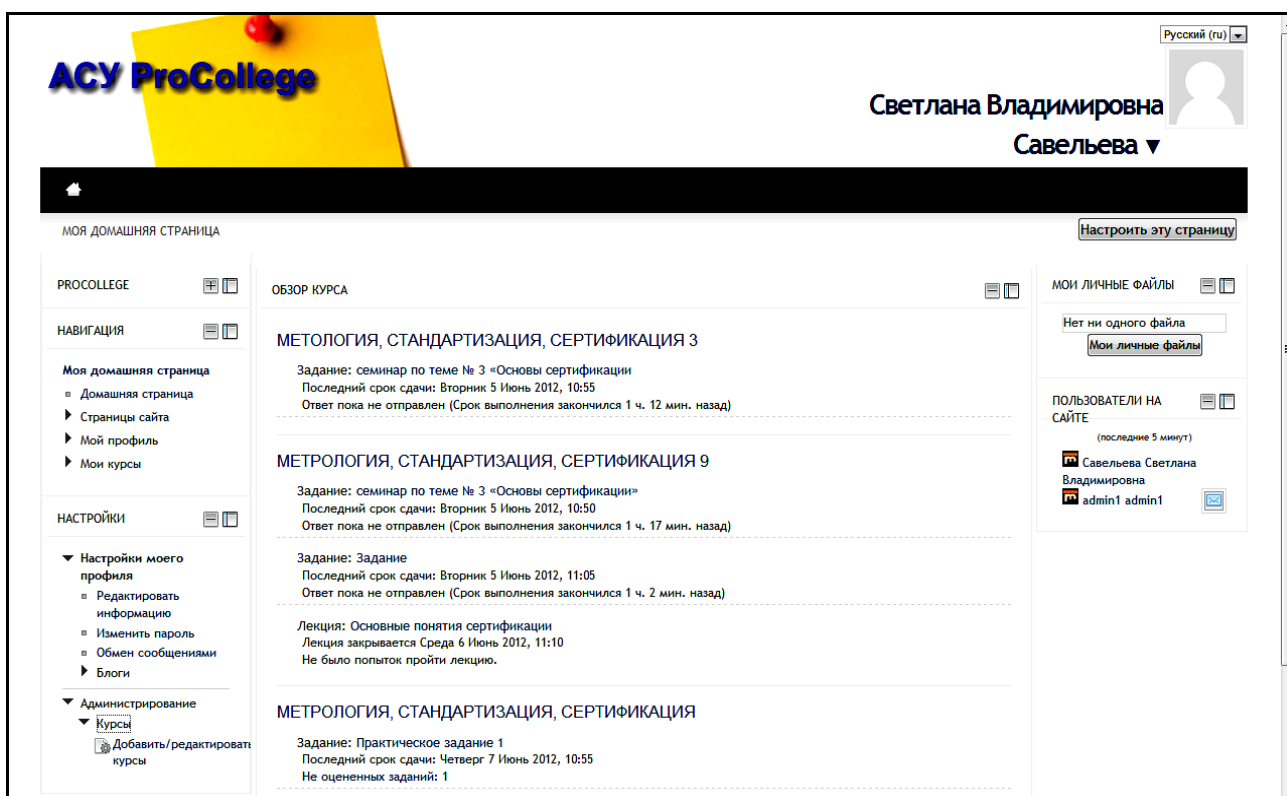 Русский (ru)
АСУ ProCollege
Светлана Владимировна
Савельева ▼
МОЯ ДОМАШНЯЯ СТРАНИЦА
Настроить эту страницу
PROCOLLEGE
НАВИГАЦИЯ
Моя домашняя страница
Домашняя страница
Страницы сайта
Мой профиль
Мои курсы
НАСТРОЙКИ
Настройки моего
профиля
Редактировать
информацию
Изменить пароль
Обмен сообщениями
Блоги
Администрирование
Курсы
Добавить/редактировать
курсы
ОБЗОР КУРСА
МЕТОЛОГИЯ, СТАНДАРТИЗАЦИЯ, СЕРТИФИКАЦИЯ 3
Задание: семинар по теме № 3 «Основы сертификации
Последний срок сдачи: Вторник 5 Июнь 2012, 10:55
Ответ пока не отправлен (Срок выполнения закончился 1 ч. 12 мин. назад)
МЕТРОЛОГИЯ, СТАНДАРТИЗАЦИЯ, СЕРТИФИКАЦИЯ 9
Задание: семинар по теме № 3 «Основы сертификации»
Последний срок сдачи: Вторник 5 Июнь 2012, 10:50
Ответ пока не отправлен (Срок выполнения закончился 1 ч. 17 мин. назад)
Задание: Задание
Последний срок сдачи: Вторник 5 Июнь 2012, 11:05
Ответ пока не отправлен (Срок выполнения закончился 1 ч. 2 мин. назад)
Лекция: Основные понятия сертификации
Лекция закрывается Среда 6 Июнь 2012, 11:10
Не было попыток пройти лекцию.
МЕТРОЛОГИЯ, СТАНДАРТИЗАЦИЯ, СЕРТИФИКАЦИЯ
Задание: Практическое задание 1
Последний срок сдачи: Четверг 7 Июнь 2012, 10:55
Не оцененных заданий: 1
МОИ ЛИЧНЫЕ ФАЙЛЫ
Нет ни одного файла
Мои личные файлы
ПОЛЬЗОВАТЕЛИ НА
САЙТЕ
(последние 5 минут)
Савельева Светлана
Владимировна
admin1 admin1